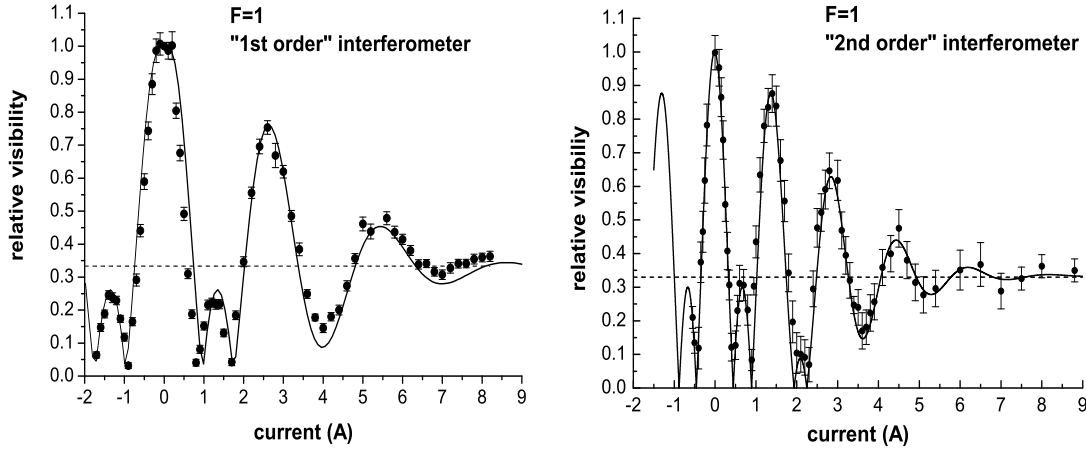 F=1
"1st order" interferometer
relative visibility
1.1
1.0
0.9
0.8
0.7
0.6
0.5
0.4
0.3
0.2
0.1
0.0
-2 -1 0 1 2 3 4 5 6 7 8 9
current (A)
F=1
"2nd order" interferometer
relative visibiliy
1.1
1.0
0.9
0.8
0.7
0.6
0.5
0.4
0.3
0.2
0.1
0.0
-2 -1 0 1 2 3 4 5 6 7 8 9
current (A)